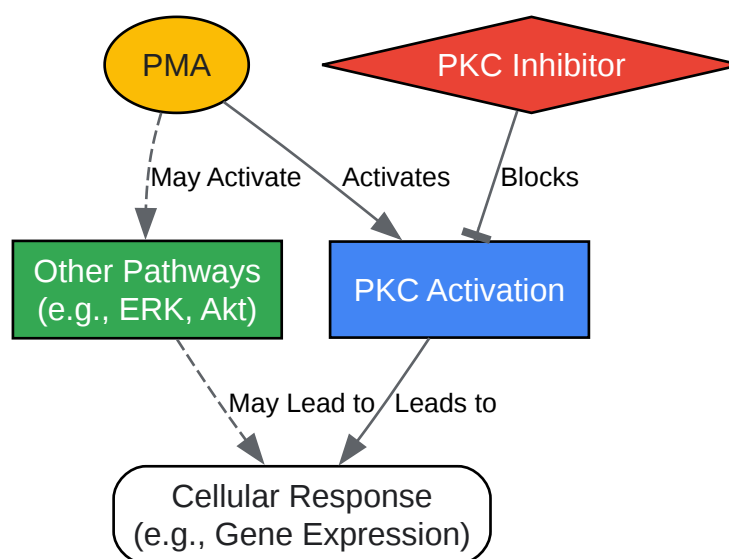 PMA
PKC Inhibitor
May Activate
Activates
Blocks
Other Pathways
(e.g., ERK, Akt)
PKC Activation
May Lead to
Leads to
Cellular Response
(e.g., Gene Expression)